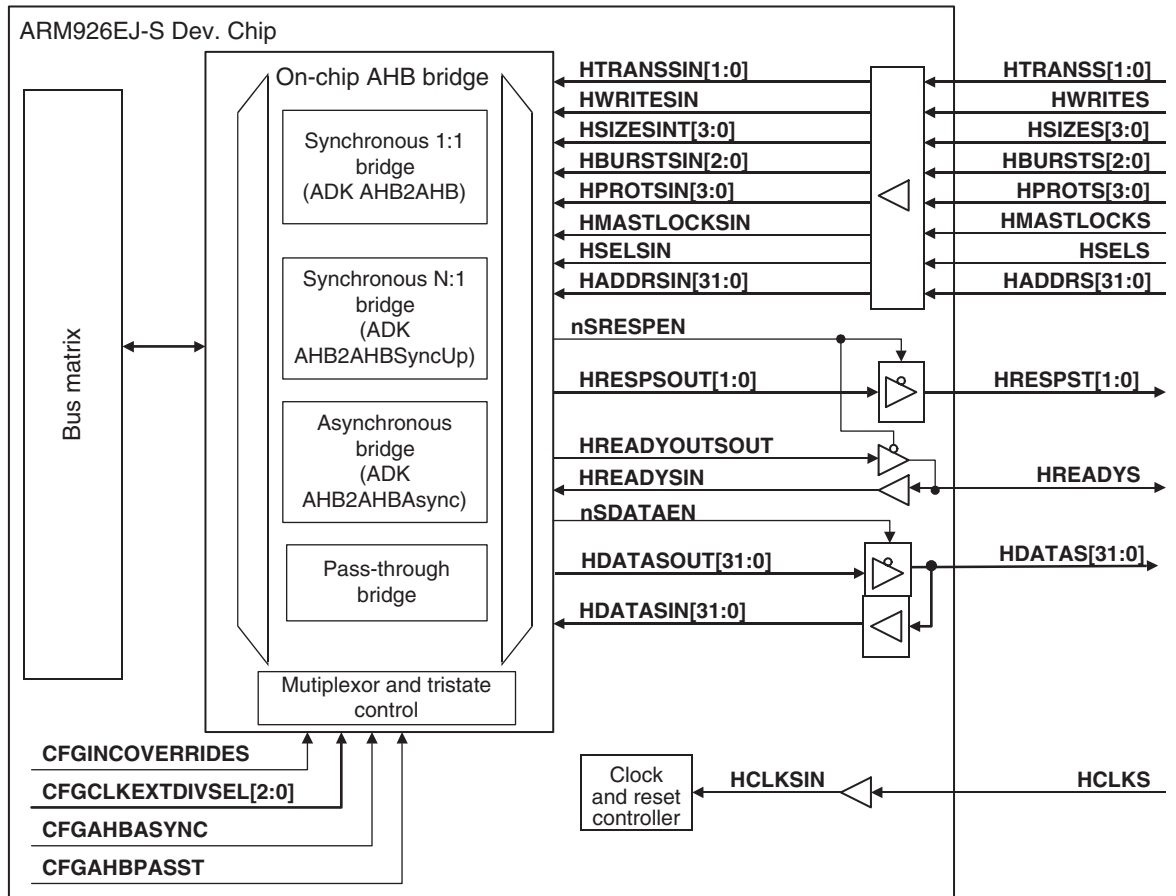 ARM926EJ-S Dev. Chip
On-chip AHB bridge
Bus matrix
Synchronous 1:1
bridge
(ADK AHB2AHB)
Synchronous N:1
bridge
(ADK
AHB2AHBSyncUp)
Asynchronous
bridge
(ADK
AHB2AHBAsync)
Pass-through
bridge
Mutiplexor and tristate
control
HTRANSSIN[1:0]
HTRANSS[1:0]
HWRITESIN
HWRITES
HSIZESINT[3:0]
HSIZES[3:0]
HBURSTSIN[2:0]
HBURSTS[2:0]
HPROTSIN[3:0]
HPROTS[3:0]
HMASTLOCKSIN
HMASTLOCKS
HSELSIN
HSELS
HADDRSIN[31:0]
HADDRS[31:0]
nSRESPEN
HRESPSOUT[1:0]
HRESPST[1:0]
HREADYOUTSOUT
HREADYSIN
HREADYS
nSDATAEN
HDATASOUT[31:0]
HDATAS[31:0]
HDATASIN[31:0]
CFGINCOVERRIDES
CFGCLKEXTDIVSEL[2:0]
CFGAHBASYNC
CFGAHBPASST
Clock
and reset
controller
HCLKSIN
HCLKS